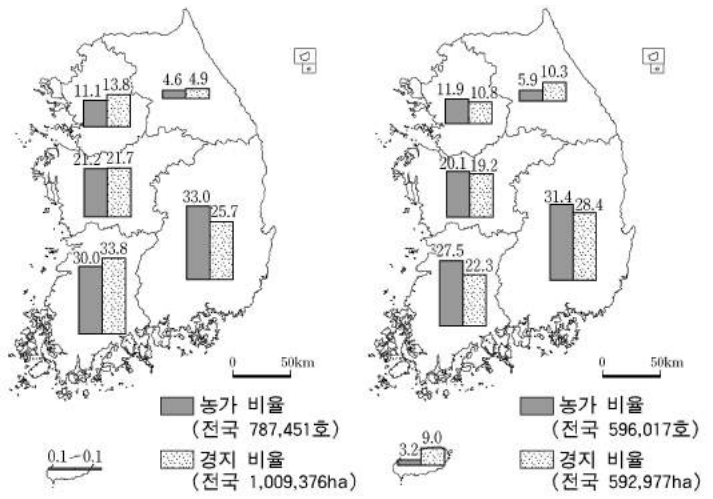 11.1 13.8
4.6 4.9
21.2 21.7
33.0 25.7
30.0 33.8
0 50km
농가 비율
(전국 787,451호)
경지 비율
(전국 1,009,376ha)
0.1 0.1
11.9 10.8
5.9 10.3
20.1 19.2
31.4 28.4
27.5 22.3
0 50km
농가 비율
(전국 596,017호)
경지 비율
(전국 592,977ha)
3.2 9.0